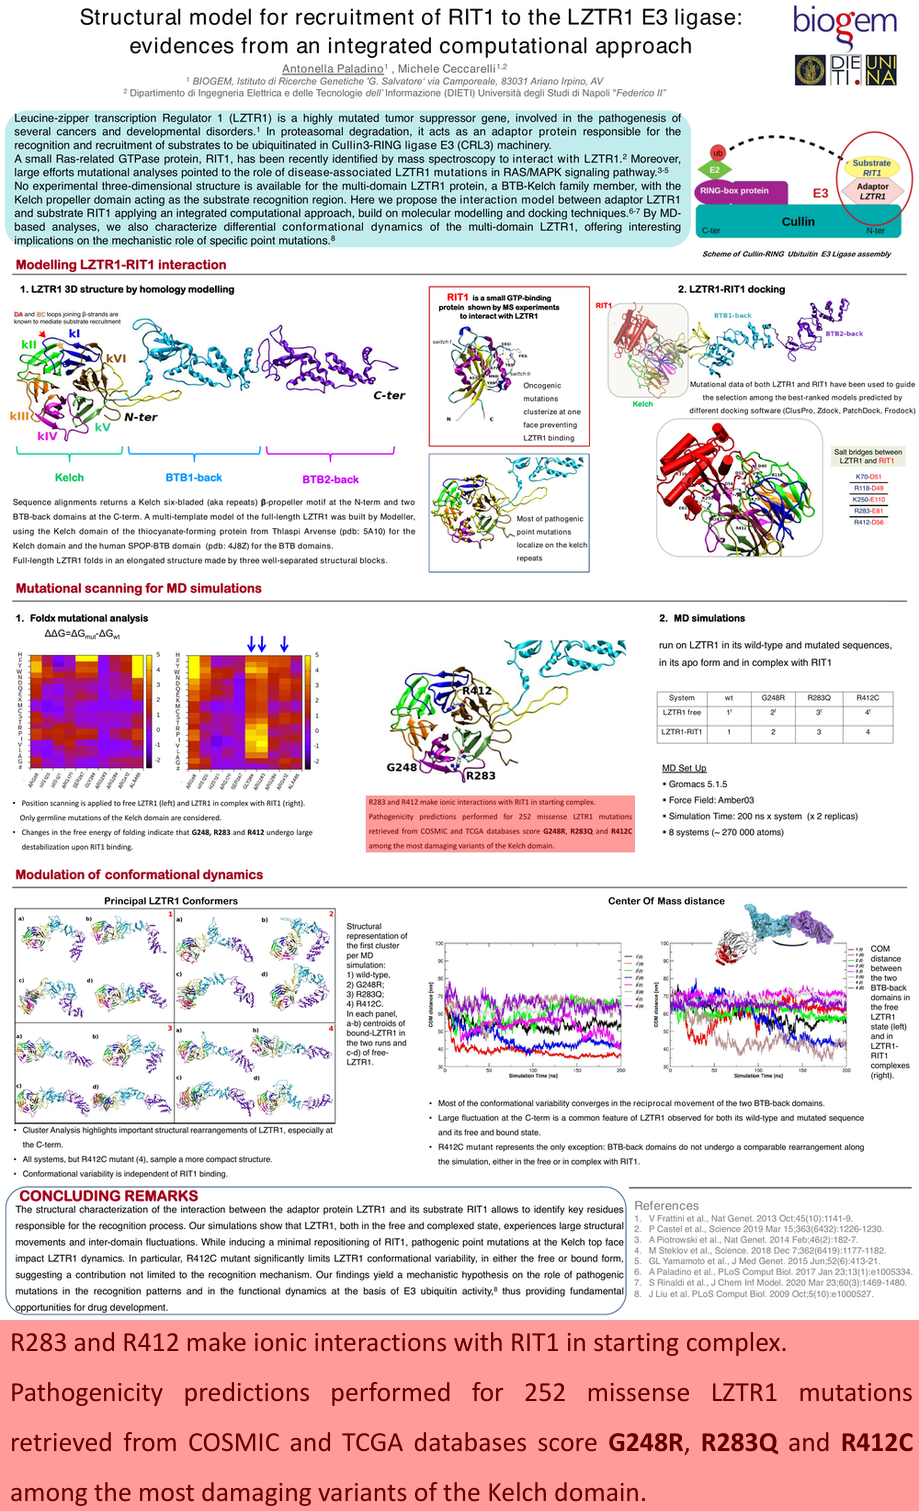 Structural model for recruitment of RIT1 to the LZTR1 E3 ligase:
evidences from an integrated computational approach
Antonella Paladino¹ , Michele Ceccarelli¹,²
¹ BIOGEM, Istituto di Ricerche Genetiche 'G. Salvatore' via Camporeale, 83031 Ariano Irpino, AV
² Dipartimento di Ingegneria Elettrica e delle Tecnologie dell' Informazione (DIETI) Università degli Studi di Napoli "Federico II"
biogem
DIE UNI
TI. NA
Leucine-zipper transcription Regulator 1 (LZTR1) is a highly mutated tumor suppressor gene, involved in the pathogenesis of
several cancers and developmental disorders.¹ In proteasomal degradation, it acts as an adaptor protein responsible for the
recognition and recruitment of substrates to be ubiquitinated in Cullin3-RING ligase E3 (CRL3) machinery.
A small Ras-related GTPase protein, RIT1, has been recently identified by mass spectroscopy to interact with LZTR1.² Moreover,
large efforts mutational analyses pointed to the role of disease-associated LZTR1 mutations in RAS/MAPK signaling pathway.³⁻⁵
No experimental three-dimensional structure is available for the multi-domain LZTR1 protein, a BTB-Kelch family member, with the
Kelch propeller domain acting as the substrate recognition region. Here we propose the interaction model between adaptor LZTR1
and substrate RIT1 applying an integrated computational approach, build on molecular modelling and docking techniques.⁶⁻⁷ By MD-
based analyses, we also characterize differential conformational dynamics of the multi-domain LZTR1, offering interesting
implications on the mechanistic role of specific point mutations.⁸
ub
E2
RING-box protein
E3
Substrate
RIT1
Adaptor
LZTR1
Cullin
C-ter
N-ter
Scheme of Cullin-RING Ubituitin E3 Ligase assembly
Modelling LZTR1-RIT1 interaction
1. LZTR1 3D structure by homology modelling
DA and BC loops joining β-strands are
known to mediate substrate recruitment
kI
kII
kVI
kIII
kIV
kV
N-ter
C-ter
Kelch
BTB1-back
BTB2-back
Sequence alignments returns a Kelch six-bladed (aka repeats) β-propeller motif at the N-term and two
BTB-back domains at the C-term. A multi-template model of the full-length LZTR1 was built by Modeller,
using the Kelch domain of the thiocyanate-forming protein from Thlaspi Arvense (pdb: 5A10) for the
Kelch domain and the human SPOP-BTB domain (pdb: 4J8Z) for the BTB domains.
Full-length LZTR1 folds in an elongated structure made by three well-separated structural blocks.
RIT1 is a small GTP-binding
protein shown by MS experiments
to interact with LZTR1
switch I
switch II
N
C
Oncogenic
mutations
clusterize at one
face preventing
LZTR1 binding
Most of pathogenic
point mutations
localize on the kelch
repeats
2. LZTR1-RIT1 docking
RIT1
BTB1-back
BTB2-back
Kelch
Mutational data of both LZTR1 and RIT1 have been used to guide
the selection among the best-ranked models predicted by
different docking software (ClusPro, Zdock, PatchDock, Frodock)
Salt bridges between
LZTR1 and RIT1
K70-D51
R118-D49
K250-E110
R283-E81
R412-D56
Mutational scanning for MD simulations
1. Foldx mutational analysis
ΔΔG=ΔGmut-ΔGwt
• Position scanning is applied to free LZTR1 (left) and LZTR1 in complex with RIT1 (right).
Only germline mutations of the Kelch domain are considered.
• Changes in the free energy of folding indicate that G248, R283 and R412 undergo large
destabilization upon RIT1 binding.
R412
G248
R283
R283 and R412 make ionic interactions with RIT1 in starting complex.
Pathogenicity predictions performed for 252 missense LZTR1 mutations
retrieved from COSMIC and TCGA databases score G248R, R283Q and R412C
among the most damaging variants of the Kelch domain.
2. MD simulations
run on LZTR1 in its wild-type and mutated sequences,
in its apo form and in complex with RIT1
System wt G248R R283Q R412C
LZTR1 free 1ᶠ 2ᶠ 3ᶠ 4ᶠ
LZTR1-RIT1 1 2 3 4
MD Set Up
• Gromacs 5.1.5
• Force Field: Amber03
• Simulation Time: 200 ns x system (x 2 replicas)
• 8 systems (~ 270 000 atoms)
Modulation of conformational dynamics
Principal LZTR1 Conformers
a) b) 1 a) b) 2
c) d) c) d)
a) 3 b) a) b) 4
c) d) c) d)
Structural
representation of
the first cluster
per MD
simulation:
1) wild-type,
2) G248R;
3) R283Q;
4) R412C.
In each panel,
a-b) centroids of
bound-LZTR1 in
the two runs and
c-d) of free-
LZTR1.
• Cluster Analysis highlights important structural rearrangements of LZTR1, especially at
the C-term.
• All systems, but R412C mutant (4), sample a more compact structure.
• Conformational variability is independent of RIT1 binding.
Center Of Mass distance
COM distance [nm]
Simulation Time [ns]
COM distance [nm]
Simulation Time [ns]
COM
distance
between
the two
BTB-back
domains in
the free
LZTR1
state (left)
and in
LZTR1-
RIT1
complexes
(right).
• Most of the conformational variability converges in the reciprocal movement of the two BTB-back domains.
• Large fluctuation at the C-term is a common feature of LZTR1 observed for both its wild-type and mutated sequence
and its free and bound state.
• R412C mutant represents the only exception: BTB-back domains do not undergo a comparable rearrangement along
the simulation, either in the free or in complex with RIT1.
CONCLUDING REMARKS
The structural characterization of the interaction between the adaptor protein LZTR1 and its substrate RIT1 allows to identify key residues
responsible for the recognition process. Our simulations show that LZTR1, both in the free and complexed state, experiences large structural
movements and inter-domain fluctuations. While inducing a minimal repositioning of RIT1, pathogenic point mutations at the Kelch top face
impact LZTR1 dynamics. In particular, R412C mutant significantly limits LZTR1 conformational variability, in either the free or bound form,
suggesting a contribution not limited to the recognition mechanism. Our findings yield a mechanistic hypothesis on the role of pathogenic
mutations in the recognition patterns and in the functional dynamics at the basis of E3 ubiquitin activity,⁸ thus providing fundamental
opportunities for drug development.
References
1. V Frattini et al., Nat Genet. 2013 Oct;45(10):1141-9.
2. P Castel et al., Science 2019 Mar 15;363(6432):1226-1230.
3. A Piotrowski et al., Nat Genet. 2014 Feb;46(2):182-7.
4. M Steklov et al., Science. 2018 Dec 7;362(6419):1177-1182.
5. GL Yamamoto et al., J Med Genet. 2015 Jun;52(6):413-21.
6. A Paladino et al., PLoS Comput Biol. 2017 Jan 23;13(1):e1005334.
7. S Rinaldi et al., J Chem Inf Model. 2020 Mar 23;60(3):1469-1480.
8. J Liu et al. PLoS Comput Biol. 2009 Oct;5(10):e1000527.
R283 and R412 make ionic interactions with RIT1 in starting complex.
Pathogenicity predictions performed for 252 missense LZTR1 mutations
retrieved from COSMIC and TCGA databases score G248R, R283Q and R412C
among the most damaging variants of the Kelch domain.